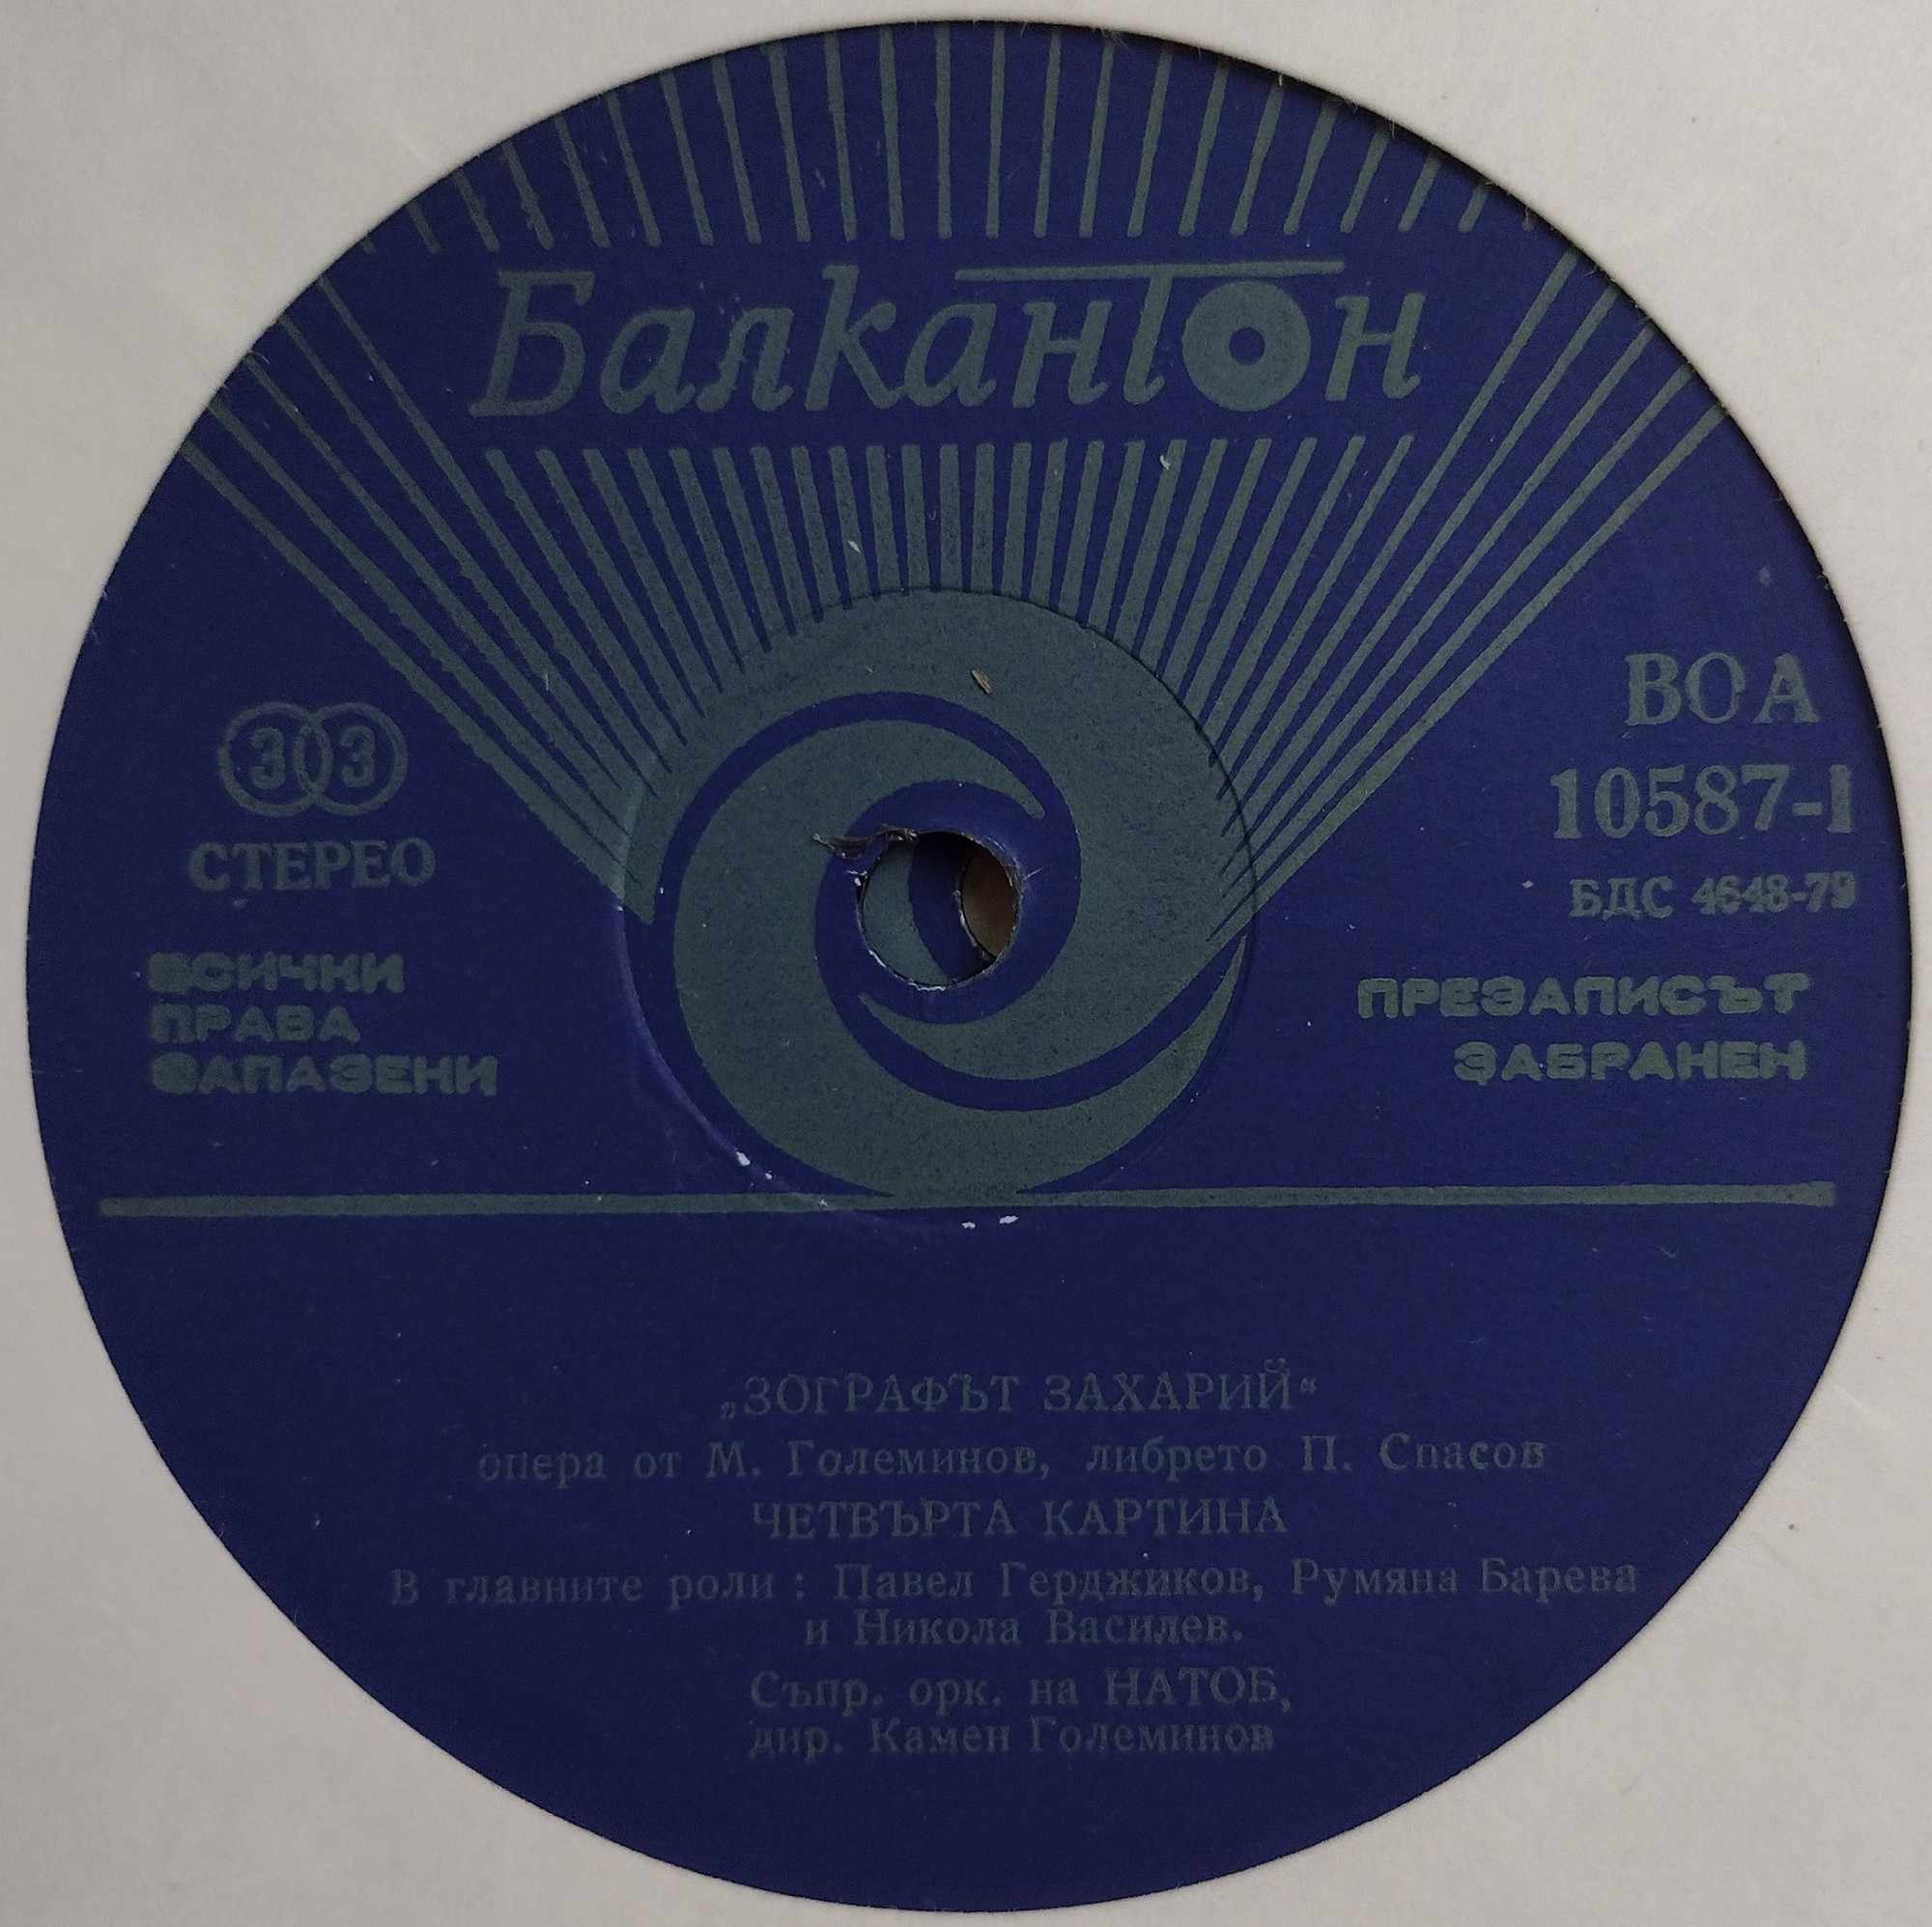 Балкантон
33
СТЕРЕО
ВСИЧКИ
ПРАВА
ЗАПАЗЕНИ
ВОА
10587-I
БДС 4648-79
ПРЕЗАПИСЪТ
ЗАБРАНЕН
„ЗОГРАФЪТ ЗАХАРИЙ“
опера от М. Големинов, либрето П. Спасов
ЧЕТВЪРТА КАРТИНА
В главните роли : Павел Герджиков, Румяна Барева
и Никола Василев.
Съпр. орк. на НАТОБ,
дир. Камен Големинов